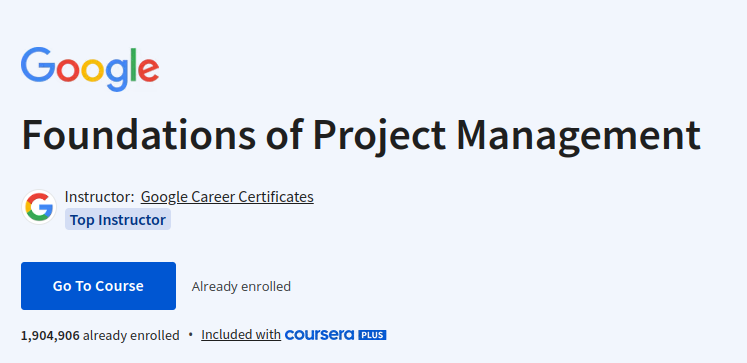 Google
Foundations of Project Management
Instructor: Google Career Certificates
Top Instructor
Go To Course
Already enrolled
1,904,906 already enrolled • Included with coursera PLUS